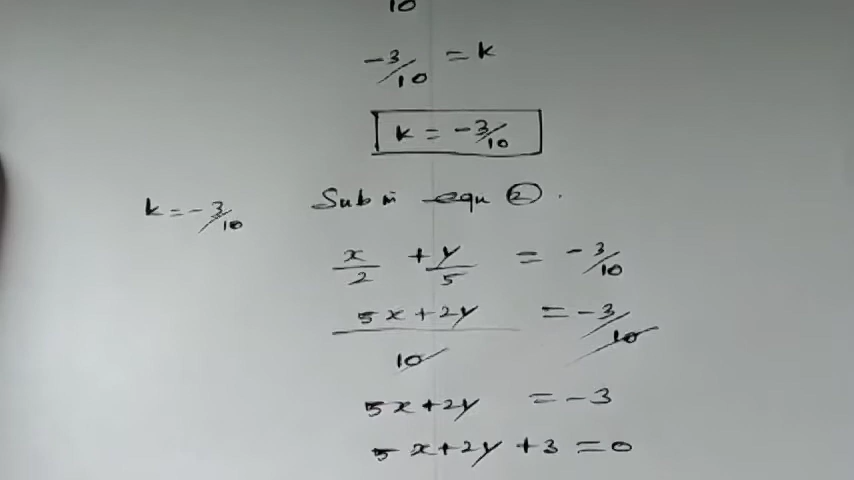 10
-3/10 = k
k = -3/10
k = -3/10 Sub in equ ②.
x/2 + y/5 = -3/10
5x+2y/10 = -3/10
5x+2y = -3
5x+2y+3=0